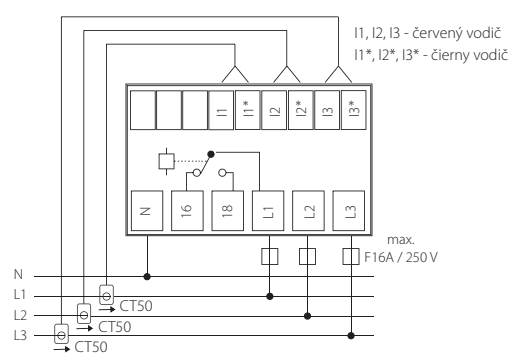 I1, I2, I3 - červený vodič
I1*, I2*, I3* - čierny vodič
I1 I1* I2 I2* I3 I3*
N 16 18 L1 L2 L3
max.
F16A / 250 V
N
L1
CT50
L2
CT50
L3
CT50